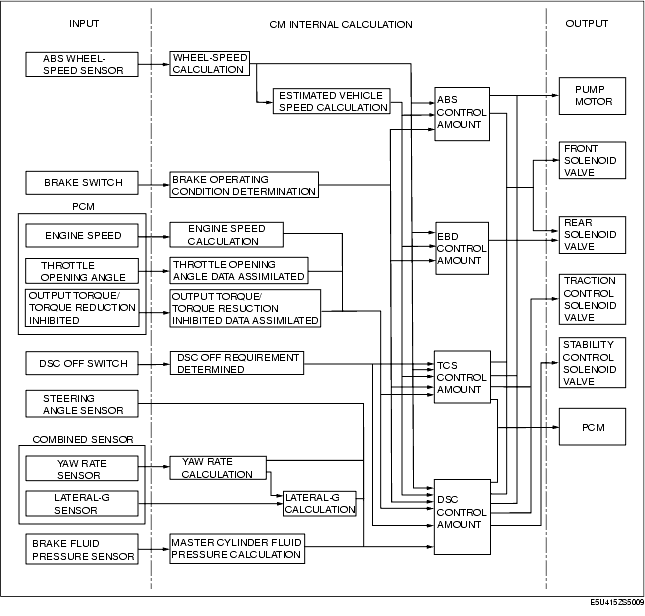 INPUT
CM INTERNAL CALCULATION
OUTPUT
ABS WHEEL-
SPEED SENSOR
WHEEL-SPEED
CALCULATION
ESTIMATED VEHICLE
SPEED CALCULATION
ABS
CONTROL
AMOUNT
PUMP
MOTOR
FRONT
SOLENOID
VALVE
BRAKE SWITCH
BRAKE OPERATING
CONDITION DETERMINATION
PCM
ENGINE SPEED
ENGINE SPEED
CALCULATION
EBD
CONTROL
AMOUNT
REAR
SOLENOID
VALVE
THROTTLE
OPENING ANGLE
THROTTLE OPENING
ANGLE DATA ASSIMILATED
OUTPUT TORQUE/
TORQUE REDUCTION
INHIBITED
OUTPUT TORQUE/
TORQUE RESUCTION
INHIBITED DATA ASSIMILATED
TRACTION
CONTROL
SOLENOID
VALVE
DSC OFF SWITCH
DSC OFF REQUIREMENT
DETERMINED
TCS
CONTROL
AMOUNT
STABILITY
CONTROL
SOLENOID
VALVE
STEERING
ANGLE SENSOR
PCM
COMBINED SENSOR
YAW RATE
SENSOR
YAW RATE
CALCULATION
LATERAL-G
SENSOR
LATERAL-G
CALCULATION
DSC
CONTROL
AMOUNT
BRAKE FLUID
PRESSURE SENSOR
MASTER CYLINDER FLUID
PRESSURE CALCULATION
E5U415ZS5009